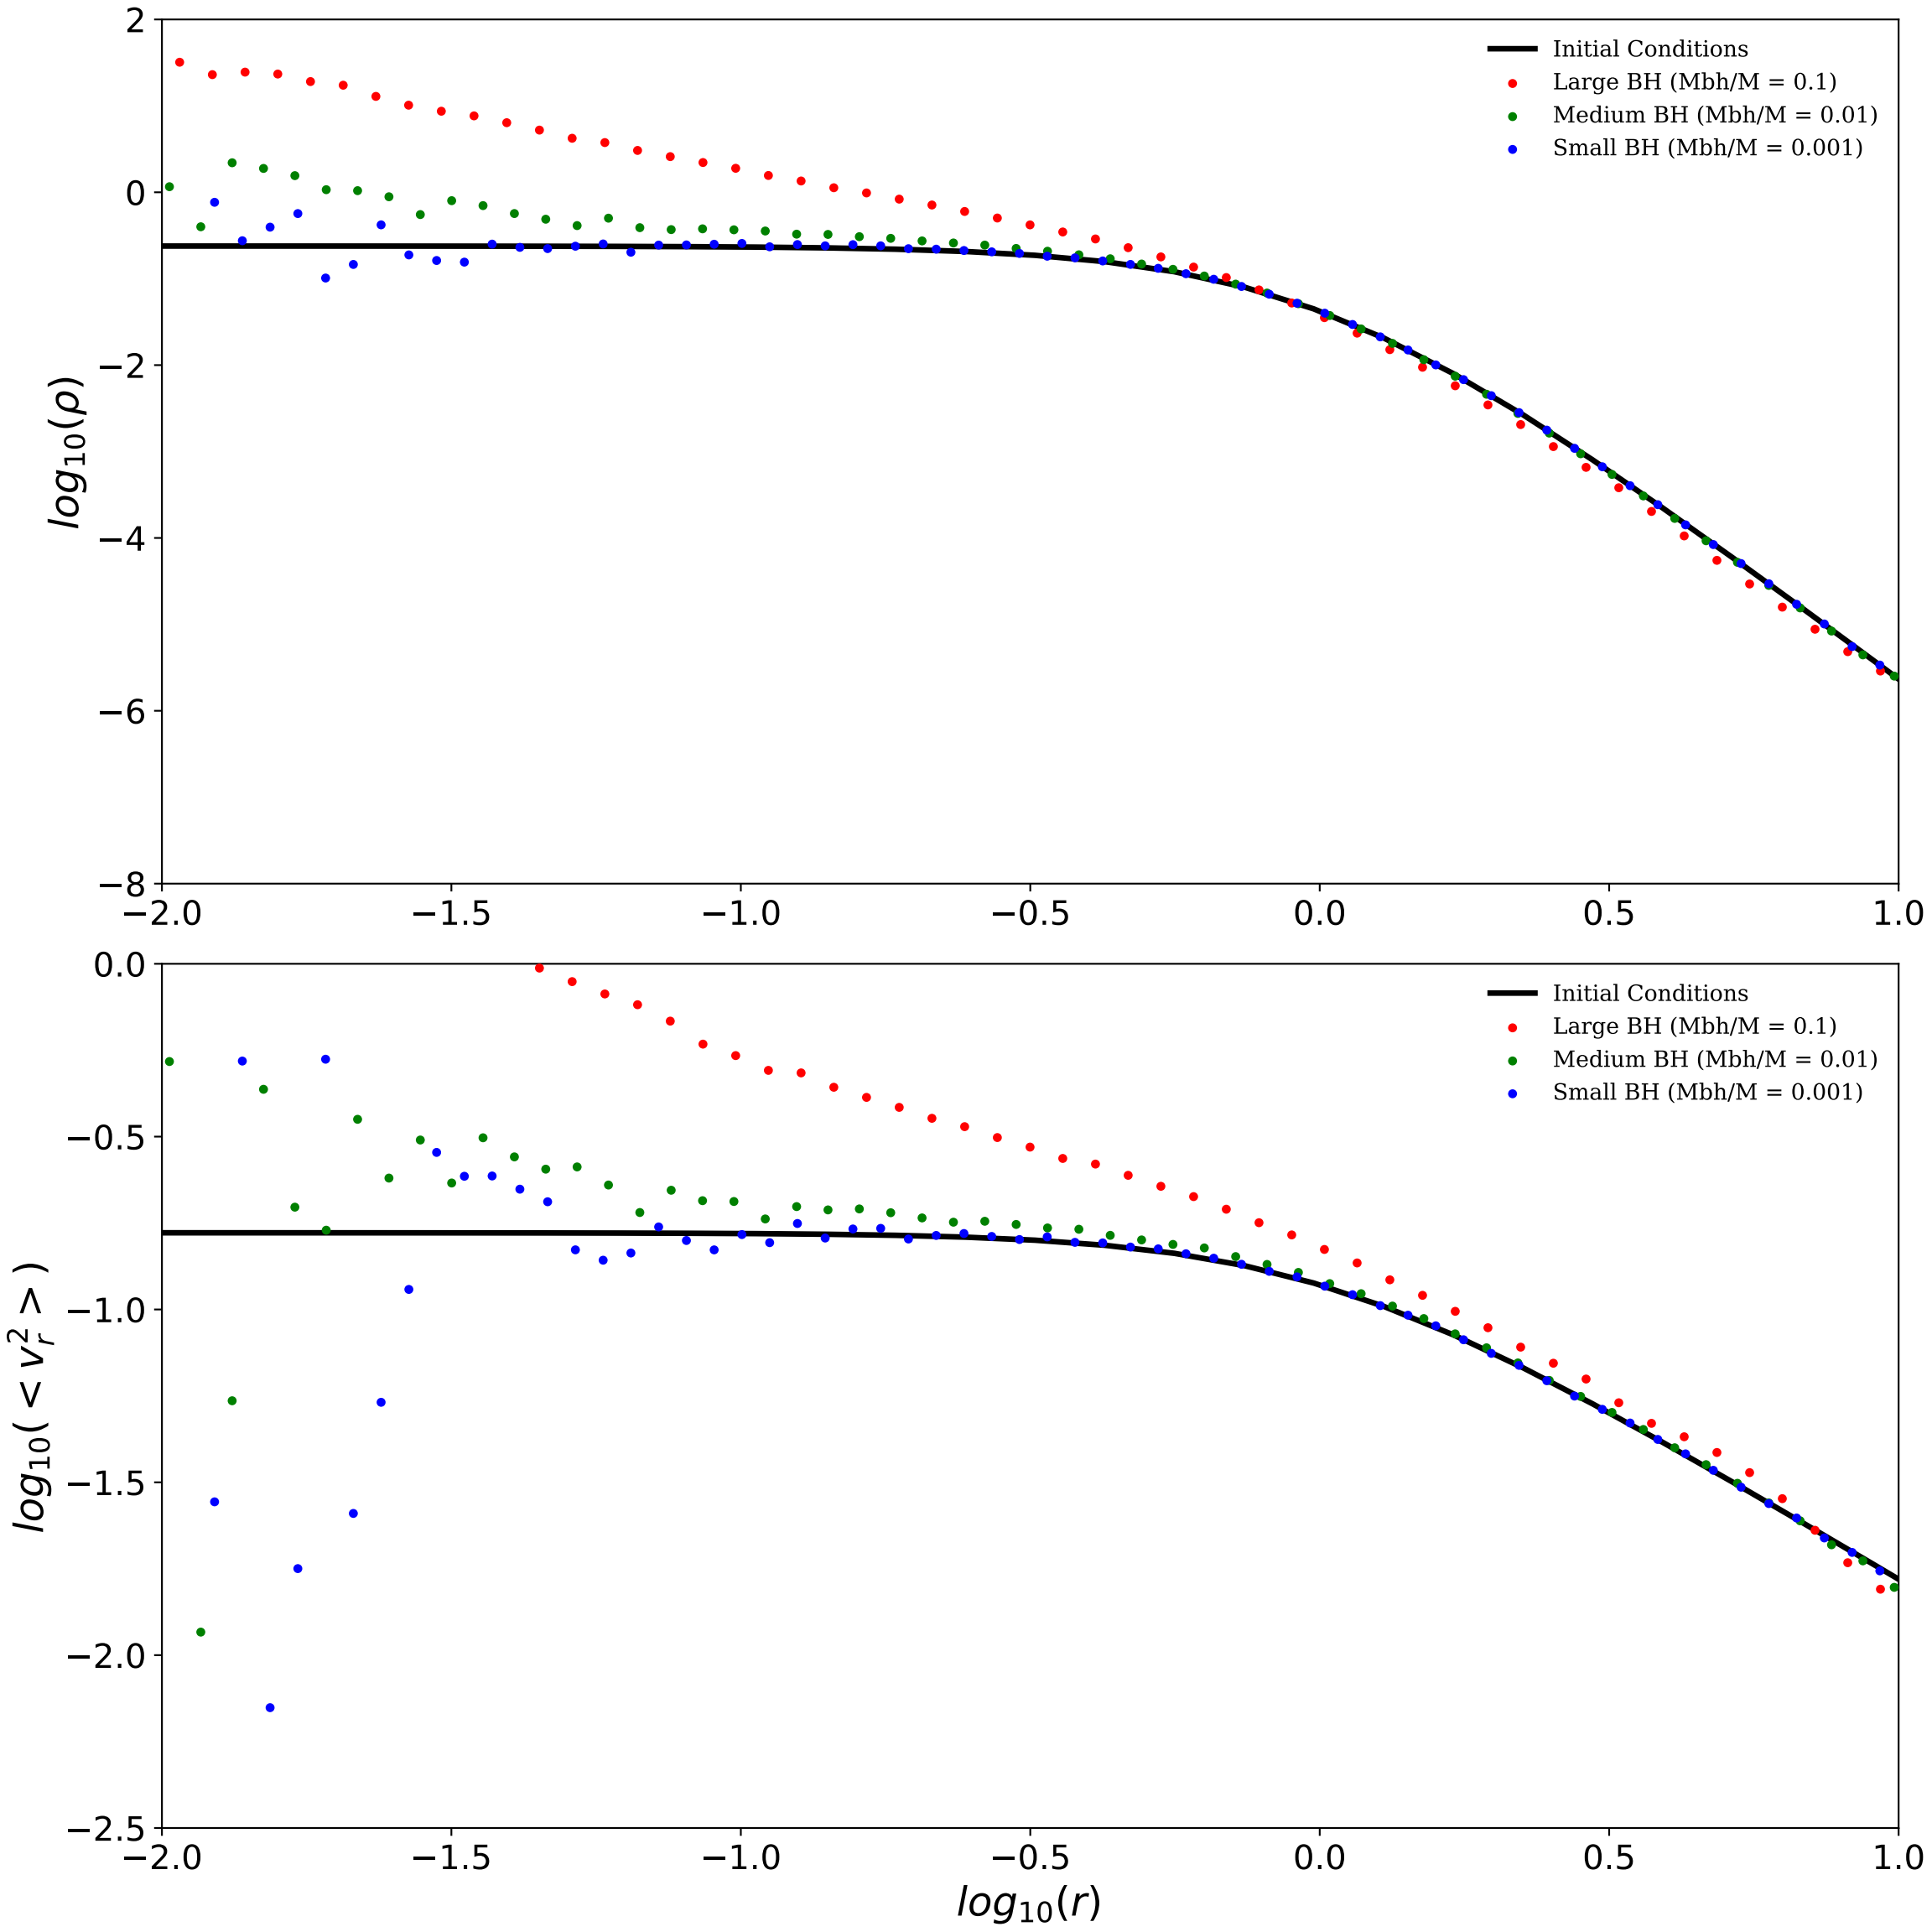 2
0
−2
−4
−6
−8
log10(ρ)
Initial Conditions
Large BH (Mbh/M = 0.1)
Medium BH (Mbh/M = 0.01)
Small BH (Mbh/M = 0.001)
−2.0 −1.5 −1.0 −0.5 0.0 0.5 1.0
0.0
−0.5
−1.0
−1.5
−2.0
−2.5
log₁₀(< v_r^2 >)
Initial Conditions
Large BH (Mbh/M = 0.1)
Medium BH (Mbh/M = 0.01)
Small BH (Mbh/M = 0.001)
−2.0 −1.5 −1.0 −0.5 0.0 0.5 1.0
log₁₀(r)